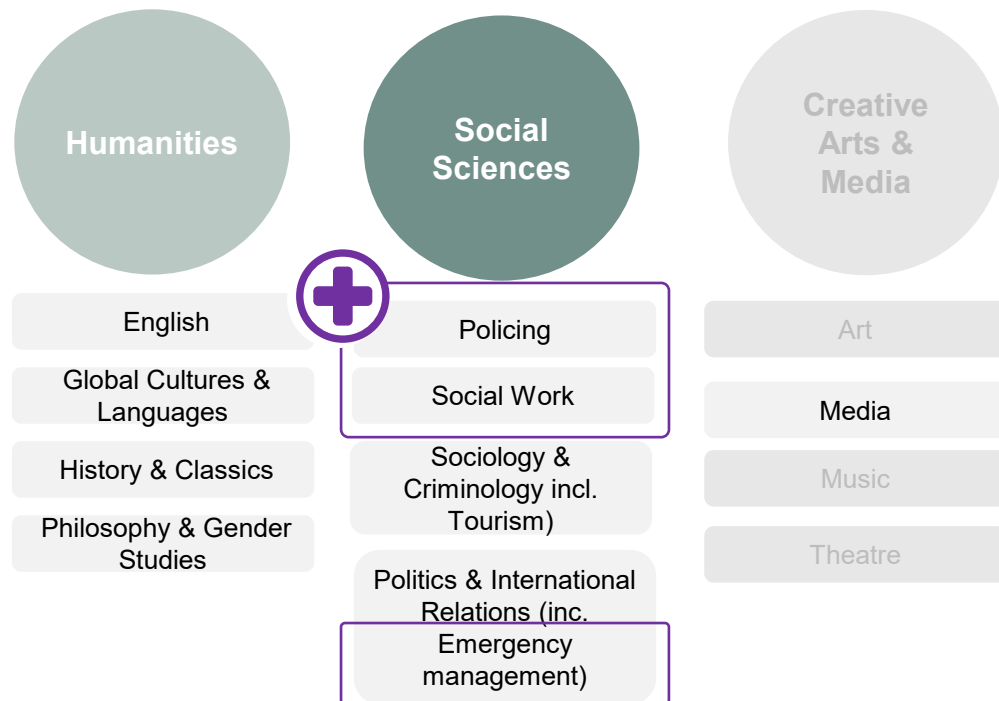 Humanities
English
Global Cultures &
Languages
History & Classics
Philosophy & Gender
Studies
Social
Sciences
Policing
Social Work
Sociology &
Criminology incl.
Tourism)
Politics & International
Relations (inc.
Emergency
management)
Creative
Arts &
Media
Art
Media
Music
Theatre